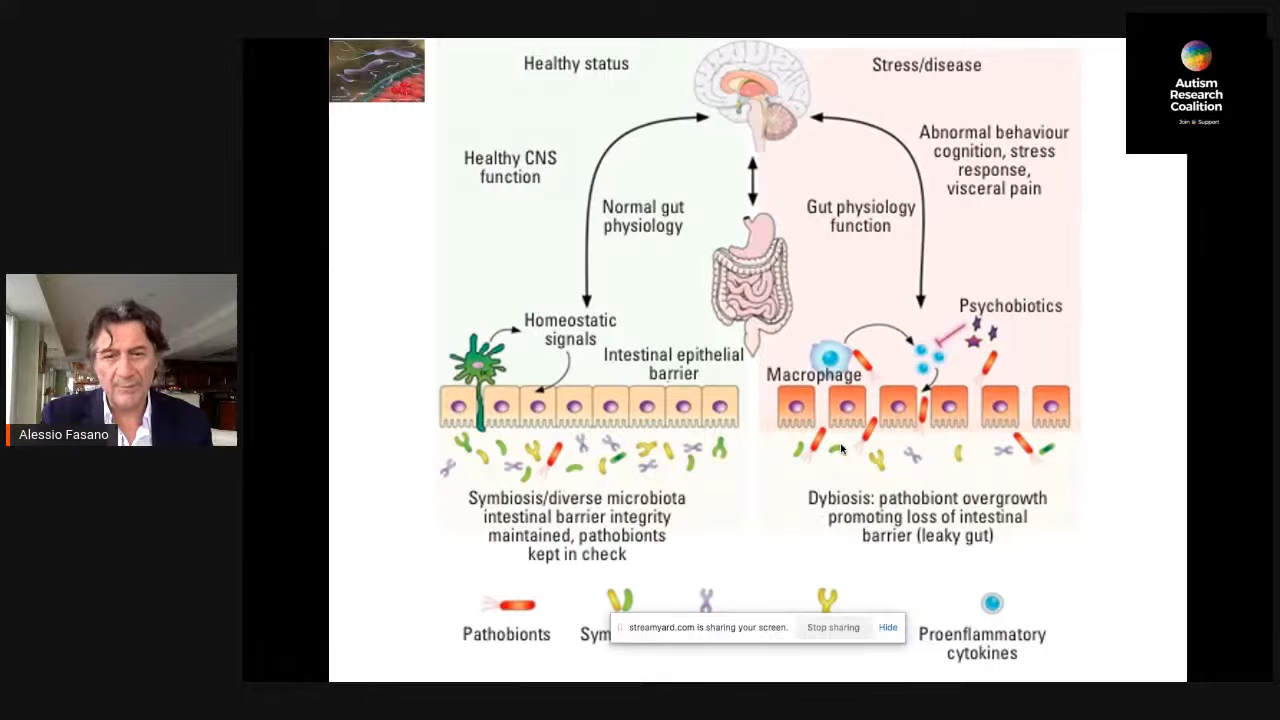 Healthy status
Stress/disease
Autism
Research
Coalition
Join & Support
Healthy CNS
function
Normal gut
physiology
Gut physiology
function
Abnormal behaviour
cognition, stress
response,
visceral pain
Homeostatic
signals
Intestinal epithelial
barrier
Macrophage
Psychobiotics
Alessio Fasano
Symbiosis/diverse microbiota
intestinal barrier integrity
maintained, pathobionts
kept in check
Dybiosis: pathobiont overgrowth
promoting loss of intestinal
barrier (leaky gut)
Pathobionts
Sym
streamyard.com is sharing your screen.
Stop sharing
Hide
Proenflammatory
cytokines